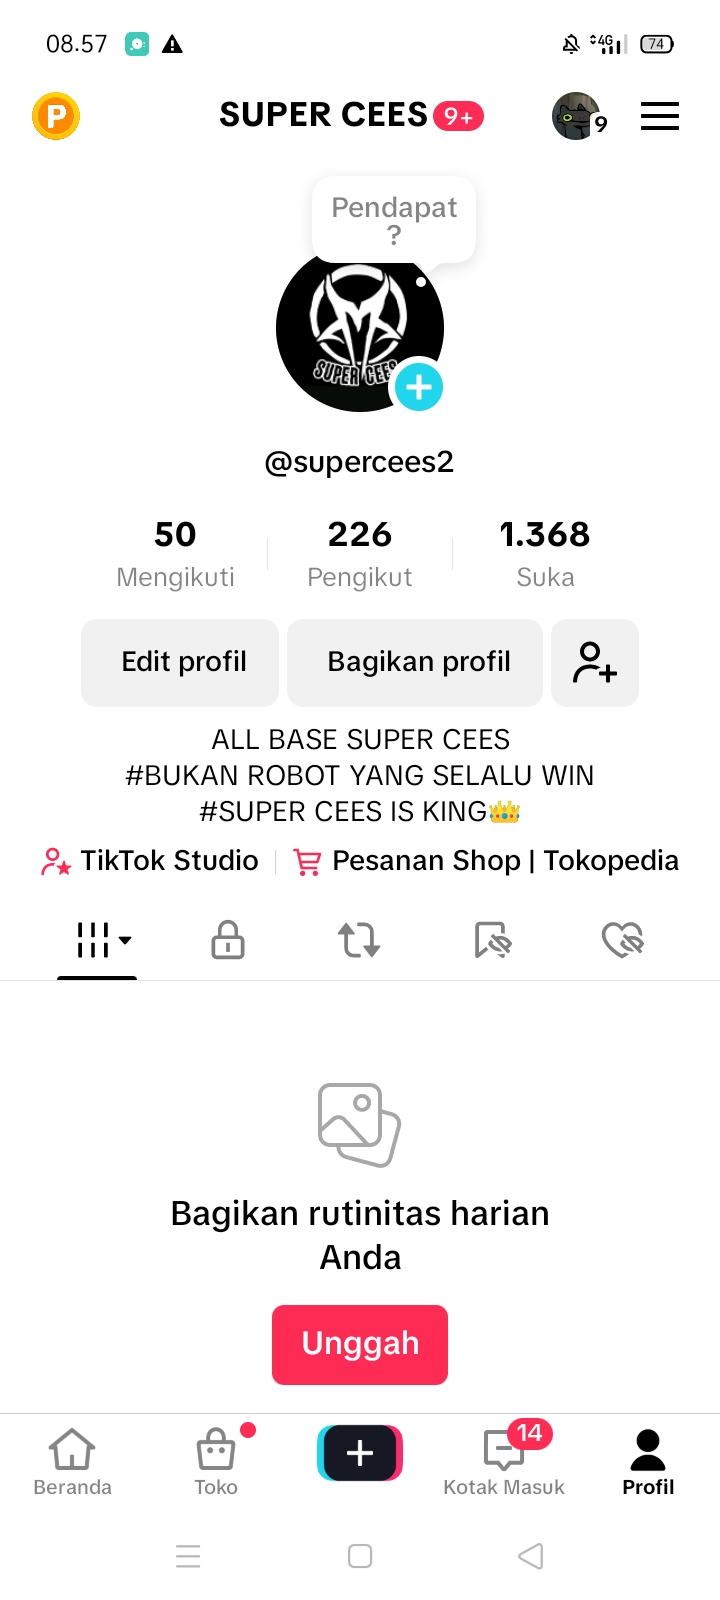 08.57
4G
74
P
SUPER CEES 9+
9
Pendapat
?
SUPER CEES
@supercees2
50
Mengikuti
226
Pengikut
1.368
Suka
Edit profil
Bagikan profil
ALL BASE SUPER CEES
#BUKAN ROBOT YANG SELALU WIN
#SUPER CEES IS KING👑
TikTok Studio
Pesanan Shop | Tokopedia
Bagikan rutinitas harian
Anda
Unggah
14
Beranda
Toko
Kotak Masuk
Profil